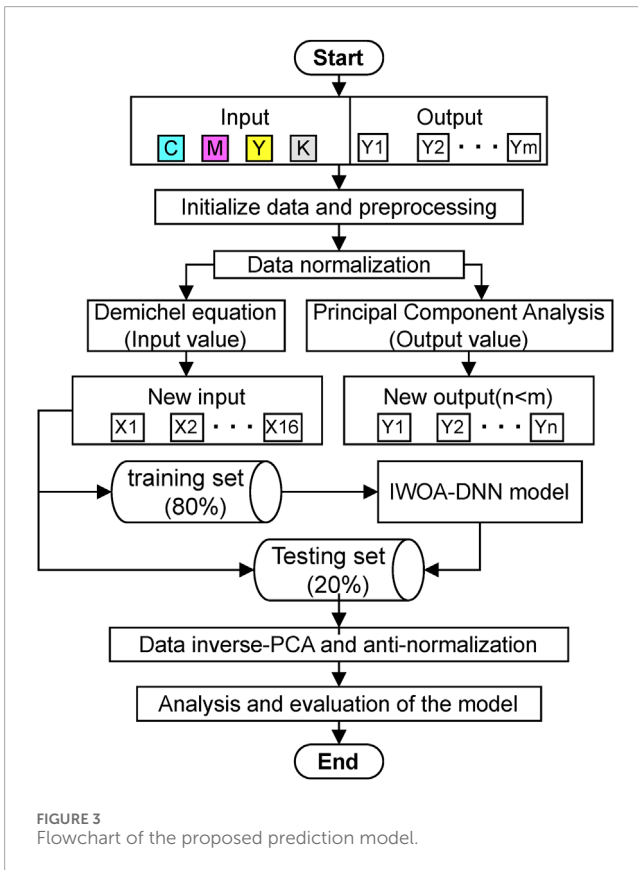 Start
Input
Output
C M Y K Y1 Y2 · · · Ym
Initialize data and preprocessing
Data normalization
Demichel equation
(Input value)
Principal Component Analysis
(Output value)
New input
X1 X2 · · · X16
New output(n<m)
Y1 Y2 · · · Yn
training set
(80%)
IWOA-DNN model
Testing set
(20%)
Data inverse-PCA and anti-normalization
Analysis and evaluation of the model
End
FIGURE 3
Flowchart of the proposed prediction model.